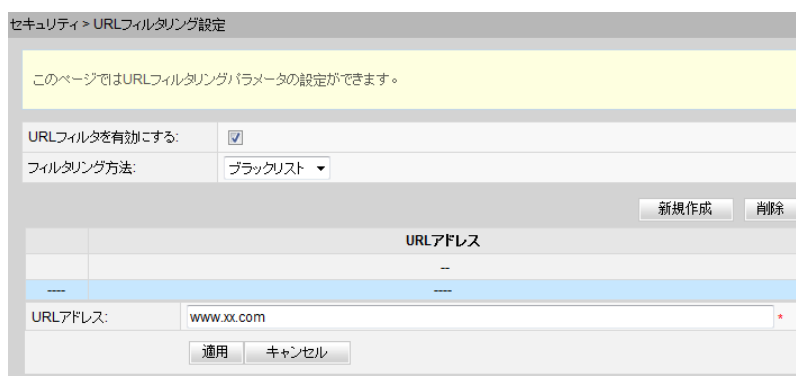 セキュリティ > URLフィルタリング設定
このページではURLフィルタリングパラメータの設定ができます。
URLフィルタを有効にする:
フィルタリング方法: ブラックリスト
新規作成 削除
URLアドレス
--
---- ----
URLアドレス: www.xx.com *
適用 キャンセル